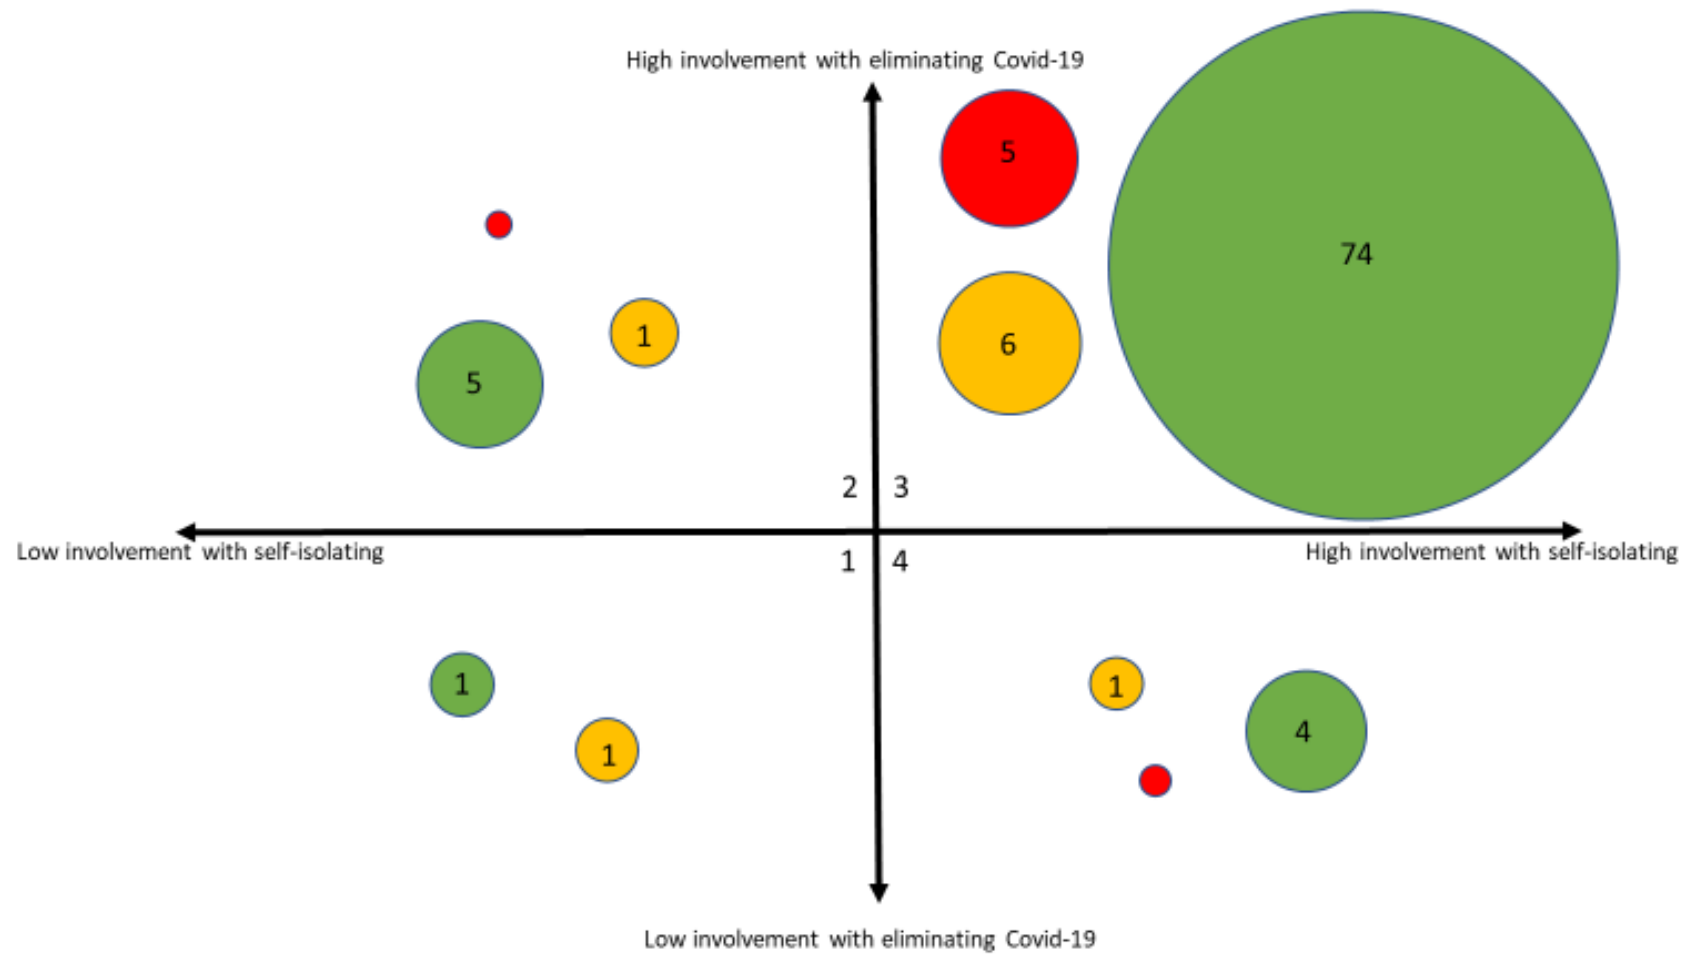 High involvement with eliminating Covid-19
5
74
1
6
5
2 3
Low involvement with self-isolating
High involvement with self-isolating
1 4
1
1
4
1
Low involvement with eliminating Covid-19